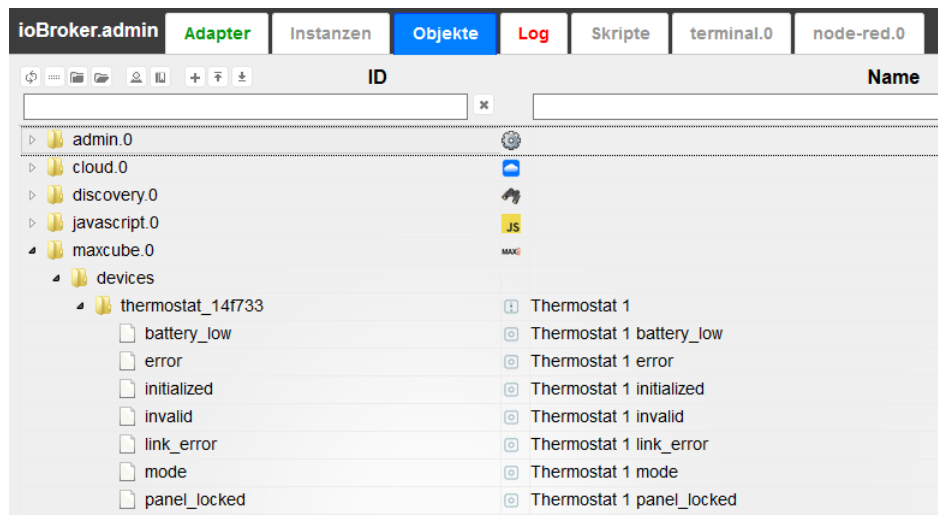 ioBroker.admin Adapter Instanzen Objekte Log Skripte terminal.0 node-red.0
ID Name
admin.0
cloud.0
discovery.0
javascript.0 JS
maxcube.0 MAX!
devices
thermostat_14f733 Thermostat 1
battery_low Thermostat 1 battery_low
error Thermostat 1 error
initialized Thermostat 1 initialized
invalid Thermostat 1 invalid
link_error Thermostat 1 link_error
mode Thermostat 1 mode
panel_locked Thermostat 1 panel_locked